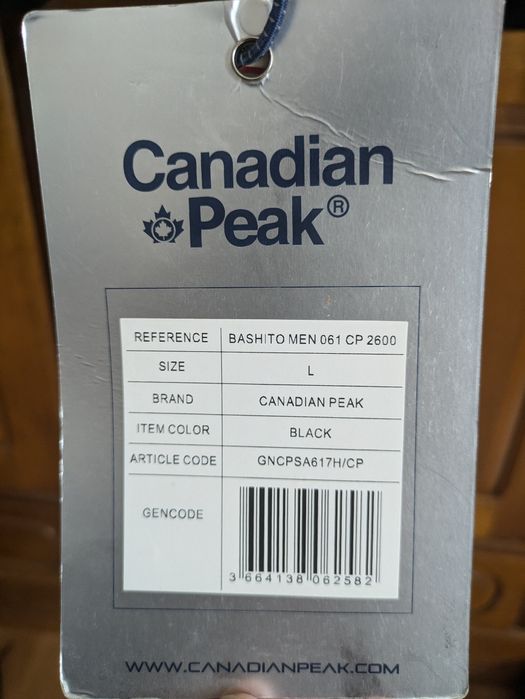 Canadian
Peak®
REFERENCE BASHITO MEN 061 CP 2600
SIZE L
BRAND CANADIAN PEAK
ITEM COLOR BLACK
ARTICLE CODE GNCPSA617H/CP
GENCODE
3 664138 062582
WWW.CANADIANPEAK.COM